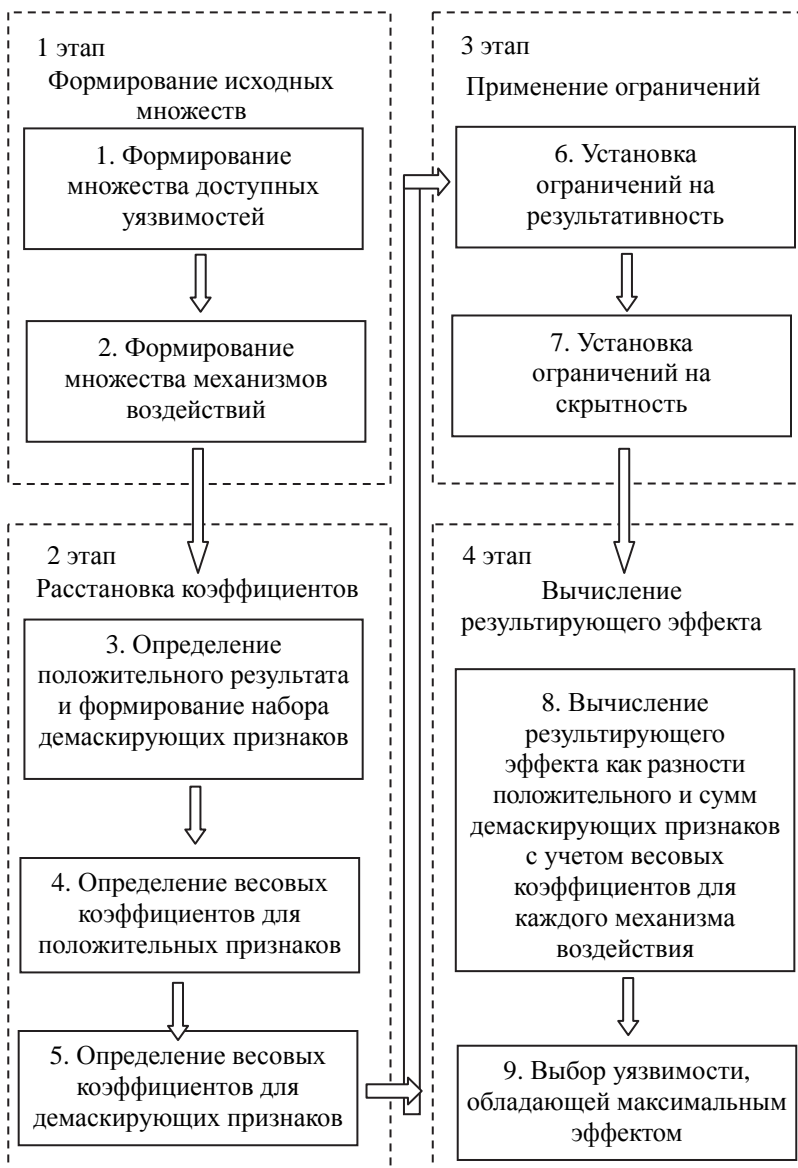 1 этап
Формирование исходных
множеств
1. Формирование
множества доступных
уязвимостей
2. Формирование
множества механизмов
воздействий
2 этап
Расстановка коэффициентов
3. Определение
положительного результата
и формирование набора
демаскирующих признаков
4. Определение весовых
коэффициентов для
положительных признаков
5. Определение весовых
коэффициентов для
демаскирующих признаков
3 этап
Применение ограничений
6. Установка
ограничений на
результативность
7. Установка
ограничений на
скрытность
4 этап
Вычисление
результирующего эффекта
8. Вычисление
результирующего
эффекта как разности
положительного и сумм
демаскирующих признаков
с учетом весовых
коэффициентов для
каждого механизма
воздействия
9. Выбор уязвимости,
обладающей максимальным
эффектом